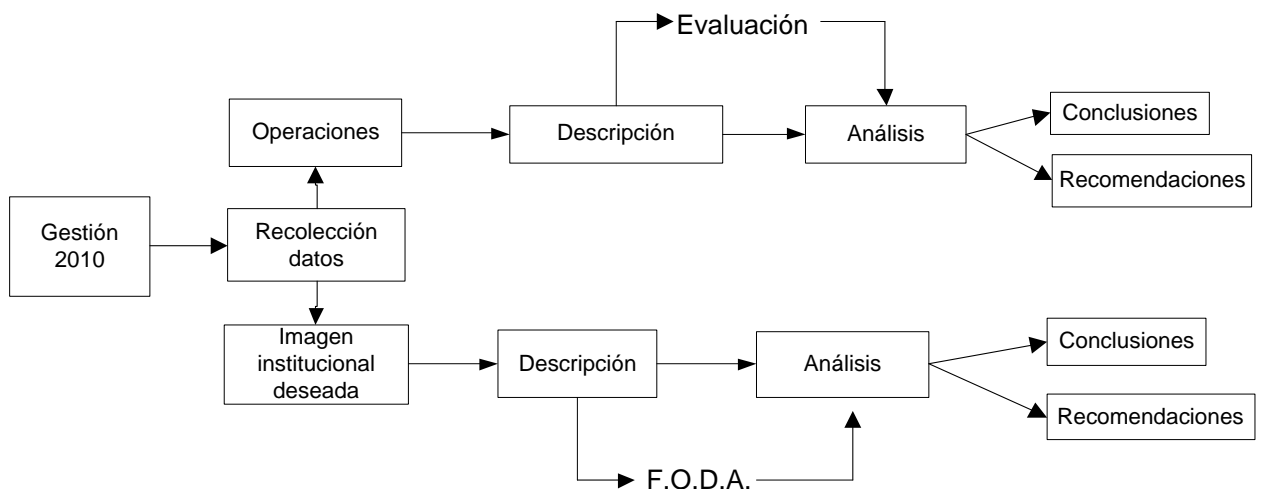 Evaluación
Operaciones
Descripción
Análisis
Conclusiones
Recomendaciones
Gestión
2010
Recolección
datos
Imagen
institucional
deseada
Descripción
Análisis
Conclusiones
Recomendaciones
F.O.D.A.